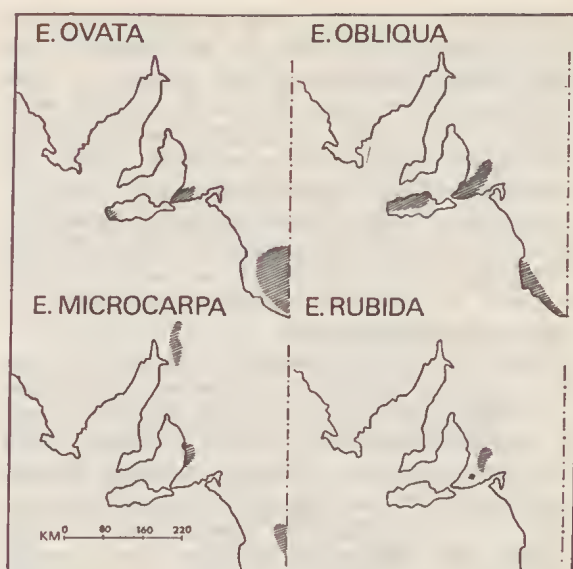 E. OVATA
E. OBLIQUA
E. MICROCARPA
E. RUBIDA
KM 0 80 160 220